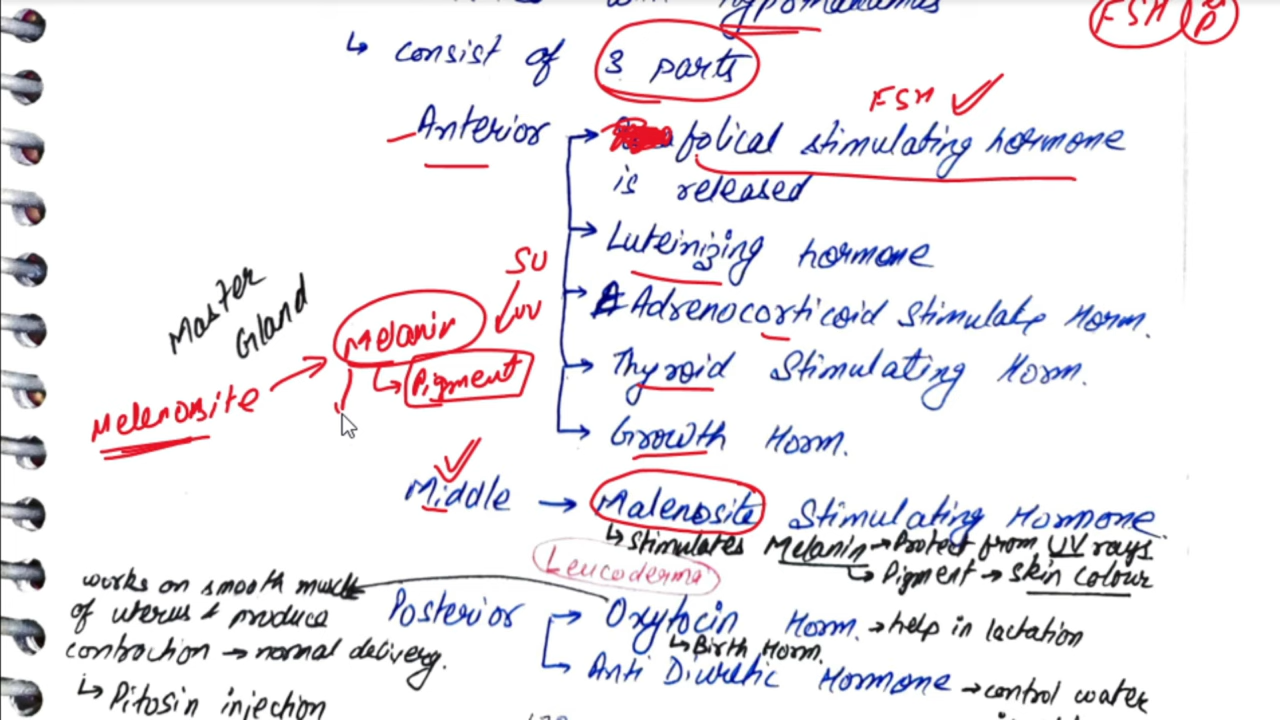 with hypothalamus
FSH
↳ consist of 3 parts
FSH ✓
Anterior → folical stimulating hormone
is released
→ Luteinizing hormone
→ Adrenocorticoid Stimulate Horm.
→ Thyroid Stimulating Horm.
→ Growth Horm.
SU
UV
Master
Gland
Melanin
↳ Pigment
Melenosite
Middle → Malenosite Stimulating Hormone
↳ Stimulates Melanin → Protect from UV rays
↳ Pigment → skin colour
Leucoderma
works on smooth muscle
of uterus & produce
contraction → normal delivery.
↳ Pitosin injection
Posterior → Oxytocin Horm. → help in lactation
↳ Birth Horm.
↳ Anti Diuretic Hormone → control water